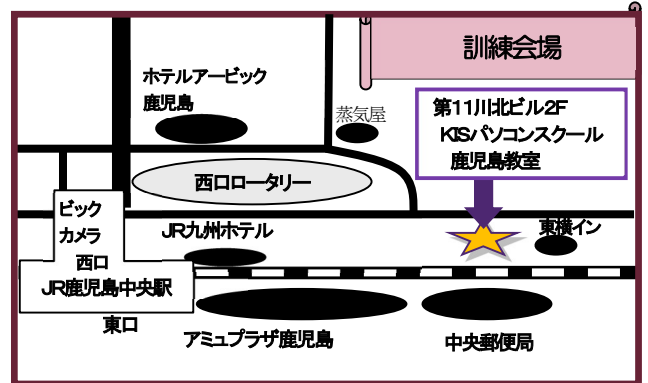 訓練会場
ホテルアービック
鹿児島
蒸気屋
第11川北ビル2F
KISパソコンスクール
鹿児島教室
西口ロータリー
ビック
カメラ
西口
JR鹿児島中央駅
東口
JR九州ホテル
東横イン
アミュプラザ鹿児島
中央郵便局